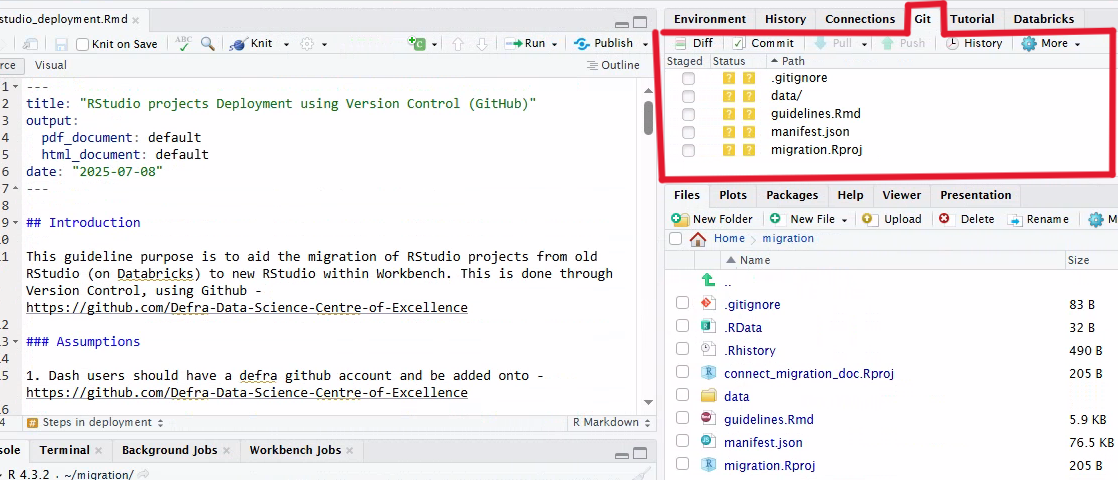 studio_deployment.Rmd
Knit on Save
ABC
Knit
Run
Publish
rce
Visual
Outline
1 ---
2 title: "RStudio projects Deployment using Version Control (GitHub)"
3 output:
4 pdf_document: default
5 html_document: default
6 date: "2025-07-08"
7 ---
8
9 ## Introduction
10
11 This guideline purpose is to aid the migration of RStudio projects from old
RStudio (on Databricks) to new RStudio within Workbench. This is done through
Version Control, using Github -
https://github.com/Defra-Data-Science-Centre-of-Excellence
12
13 ### Assumptions
14
15 1. Dash users should have a defra github account and be added onto -
https://github.com/Defra-Data-Science-Centre-of-Excellence
16
4 # Steps in deployment
R Markdown
sole Terminal Background Jobs Workbench Jobs
R 4.3.2 · ~/migration/
Environment History Connections Git Tutorial Databricks
Diff Commit Pull Push History More
Staged Status Path
? ? .gitignore
? ? data/
? ? guidelines.Rmd
? ? manifest.json
? ? migration.Rproj
Files Plots Packages Help Viewer Presentation
New Folder New File Upload Delete Rename M
Home migration
Name Size
..
.gitignore 83 B
.RData 32 B
.Rhistory 490 B
connect_migration_doc.Rproj 205 B
data
guidelines.Rmd 5.9 KB
manifest.json 76.5 KB
migration.Rproj 205 B